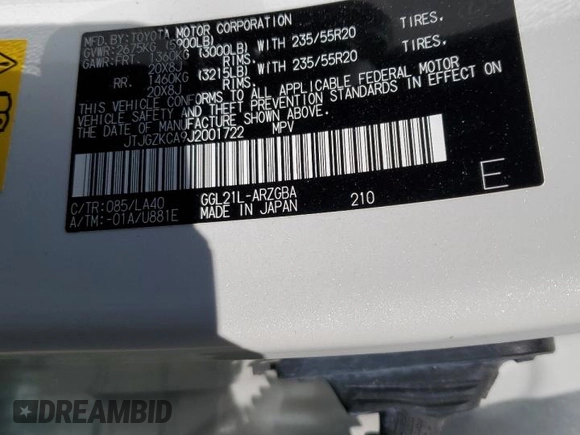 MFD.BY:TOYOTA MOTOR CORPORATION
GVWR:2675KG (5900LB)
GAWR:FRT. 1360KG (3000LB) WITH 235/55R20 TIRES.
20X8J RIMS.
RR. 1460KG (3215LB) WITH 235/55R20 TIRES.
20X8J RIMS.
THIS VEHICLE CONFORMS TO ALL APPLICABLE FEDERAL MOTOR
VEHICLE SAFETY AND THEFT PREVENTION STANDARDS IN EFFECT ON
THE DATE OF MANUFACTURE SHOWN ABOVE.
JTJGZKCA9J2001722 MPV
C/TR:085/LA40 GGL21L-ARZGBA 210 E
A/TM:-01A/U881E MADE IN JAPAN
DREAMBID